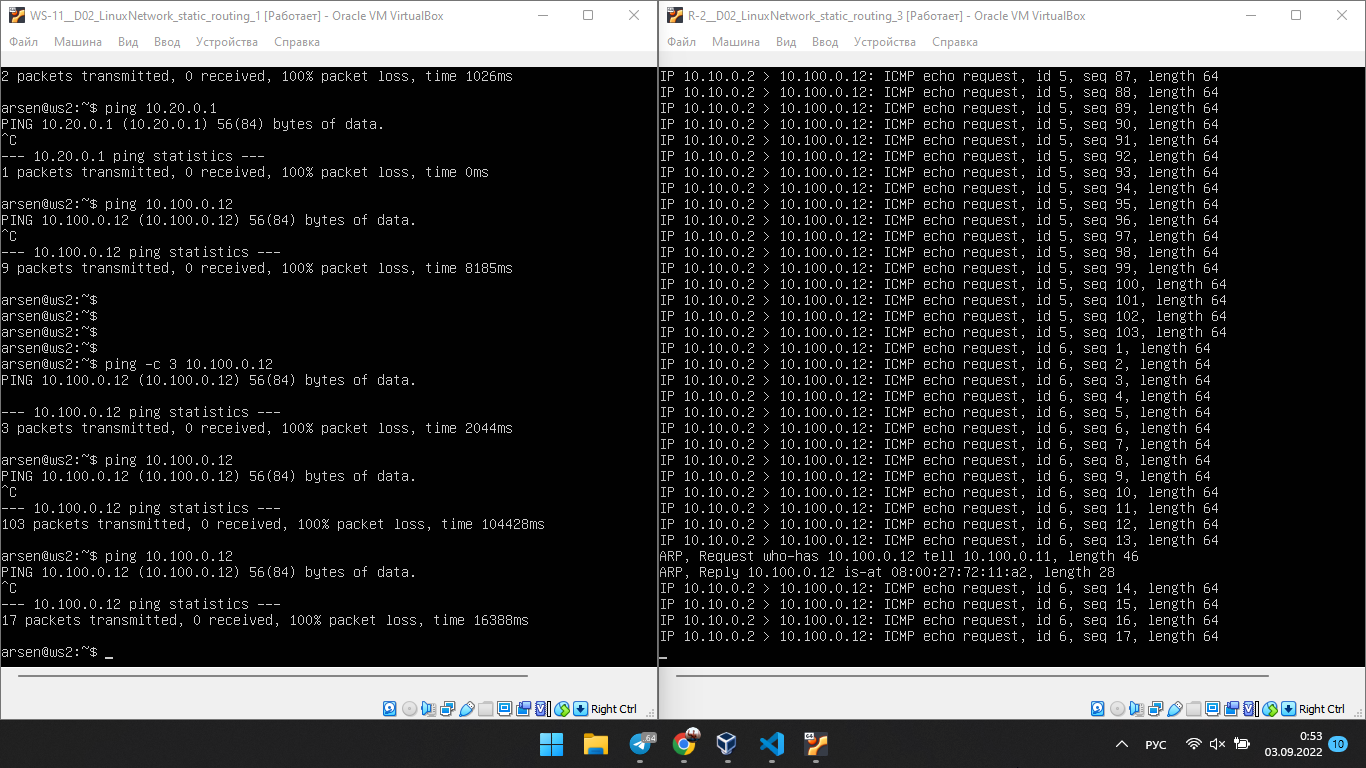 WS-11__D02_LinuxNetwork_static_routing_1 [Работает] - Oracle VM VirtualBox
Файл Машина Вид Ввод Устройства Справка
2 packets transmitted, 0 received, 100% packet loss, time 1026ms
arsen@ws2:~$ ping 10.20.0.1
PING 10.20.0.1 (10.20.0.1) 56(84) bytes of data.
^C
--- 10.20.0.1 ping statistics ---
1 packets transmitted, 0 received, 100% packet loss, time 0ms
arsen@ws2:~$ ping 10.100.0.12
PING 10.100.0.12 (10.100.0.12) 56(84) bytes of data.
^C
--- 10.100.0.12 ping statistics ---
9 packets transmitted, 0 received, 100% packet loss, time 8185ms
arsen@ws2:~$
arsen@ws2:~$
arsen@ws2:~$
arsen@ws2:~$
arsen@ws2:~$ ping -c 3 10.100.0.12
PING 10.100.0.12 (10.100.0.12) 56(84) bytes of data.
--- 10.100.0.12 ping statistics ---
3 packets transmitted, 0 received, 100% packet loss, time 2044ms
arsen@ws2:~$ ping 10.100.0.12
PING 10.100.0.12 (10.100.0.12) 56(84) bytes of data.
^C
--- 10.100.0.12 ping statistics ---
103 packets transmitted, 0 received, 100% packet loss, time 104428ms
arsen@ws2:~$ ping 10.100.0.12
PING 10.100.0.12 (10.100.0.12) 56(84) bytes of data.
^C
--- 10.100.0.12 ping statistics ---
17 packets transmitted, 0 received, 100% packet loss, time 16388ms
arsen@ws2:~$ _
Right Ctrl
R-2__D02_LinuxNetwork_static_routing_3 [Работает] - Oracle VM VirtualBox
Файл Машина Вид Ввод Устройства Справка
IP 10.10.0.2 > 10.100.0.12: ICMP echo request, id 5, seq 87, length 64
IP 10.10.0.2 > 10.100.0.12: ICMP echo request, id 5, seq 88, length 64
IP 10.10.0.2 > 10.100.0.12: ICMP echo request, id 5, seq 89, length 64
IP 10.10.0.2 > 10.100.0.12: ICMP echo request, id 5, seq 90, length 64
IP 10.10.0.2 > 10.100.0.12: ICMP echo request, id 5, seq 91, length 64
IP 10.10.0.2 > 10.100.0.12: ICMP echo request, id 5, seq 92, length 64
IP 10.10.0.2 > 10.100.0.12: ICMP echo request, id 5, seq 93, length 64
IP 10.10.0.2 > 10.100.0.12: ICMP echo request, id 5, seq 94, length 64
IP 10.10.0.2 > 10.100.0.12: ICMP echo request, id 5, seq 95, length 64
IP 10.10.0.2 > 10.100.0.12: ICMP echo request, id 5, seq 96, length 64
IP 10.10.0.2 > 10.100.0.12: ICMP echo request, id 5, seq 97, length 64
IP 10.10.0.2 > 10.100.0.12: ICMP echo request, id 5, seq 98, length 64
IP 10.10.0.2 > 10.100.0.12: ICMP echo request, id 5, seq 99, length 64
IP 10.10.0.2 > 10.100.0.12: ICMP echo request, id 5, seq 100, length 64
IP 10.10.0.2 > 10.100.0.12: ICMP echo request, id 5, seq 101, length 64
IP 10.10.0.2 > 10.100.0.12: ICMP echo request, id 5, seq 102, length 64
IP 10.10.0.2 > 10.100.0.12: ICMP echo request, id 5, seq 103, length 64
IP 10.10.0.2 > 10.100.0.12: ICMP echo request, id 6, seq 1, length 64
IP 10.10.0.2 > 10.100.0.12: ICMP echo request, id 6, seq 2, length 64
IP 10.10.0.2 > 10.100.0.12: ICMP echo request, id 6, seq 3, length 64
IP 10.10.0.2 > 10.100.0.12: ICMP echo request, id 6, seq 4, length 64
IP 10.10.0.2 > 10.100.0.12: ICMP echo request, id 6, seq 5, length 64
IP 10.10.0.2 > 10.100.0.12: ICMP echo request, id 6, seq 6, length 64
IP 10.10.0.2 > 10.100.0.12: ICMP echo request, id 6, seq 7, length 64
IP 10.10.0.2 > 10.100.0.12: ICMP echo request, id 6, seq 8, length 64
IP 10.10.0.2 > 10.100.0.12: ICMP echo request, id 6, seq 9, length 64
IP 10.10.0.2 > 10.100.0.12: ICMP echo request, id 6, seq 10, length 64
IP 10.10.0.2 > 10.100.0.12: ICMP echo request, id 6, seq 11, length 64
IP 10.10.0.2 > 10.100.0.12: ICMP echo request, id 6, seq 12, length 64
IP 10.10.0.2 > 10.100.0.12: ICMP echo request, id 6, seq 13, length 64
ARP, Request who-has 10.100.0.12 tell 10.100.0.11, length 46
ARP, Reply 10.100.0.12 is-at 08:00:27:72:11:a2, length 28
IP 10.10.0.2 > 10.100.0.12: ICMP echo request, id 6, seq 14, length 64
IP 10.10.0.2 > 10.100.0.12: ICMP echo request, id 6, seq 15, length 64
IP 10.10.0.2 > 10.100.0.12: ICMP echo request, id 6, seq 16, length 64
IP 10.10.0.2 > 10.100.0.12: ICMP echo request, id 6, seq 17, length 64
_
Right Ctrl
.64
РУС
0:53
03.09.2022
10